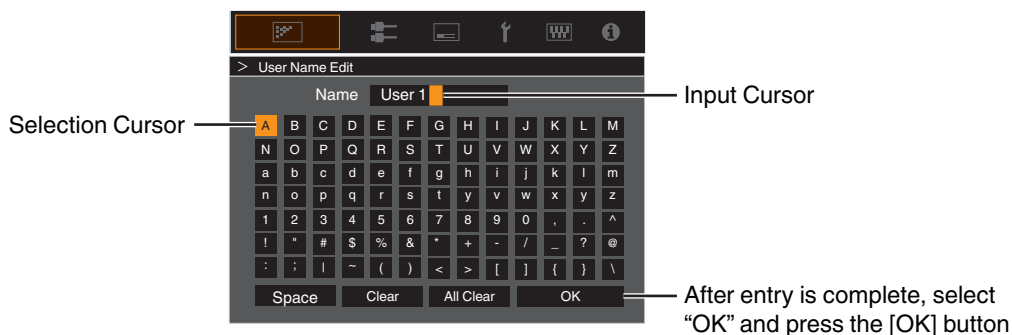 > User Name Edit
Name User 1
Input Cursor
Selection Cursor
A B C D E F G H I J K L M
N O P Q R S T U V W X Y Z
a b c d e f g h i j k l m
n o p q r s t y v w x y z
1 2 3 4 5 6 7 8 9 0 , . ^
! " # $ % & * + - / _ ? @
: ; | ~ ( ) < > [ ] { } \
Space Clear All Clear OK
After entry is complete, select
“OK” and press the [OK] button